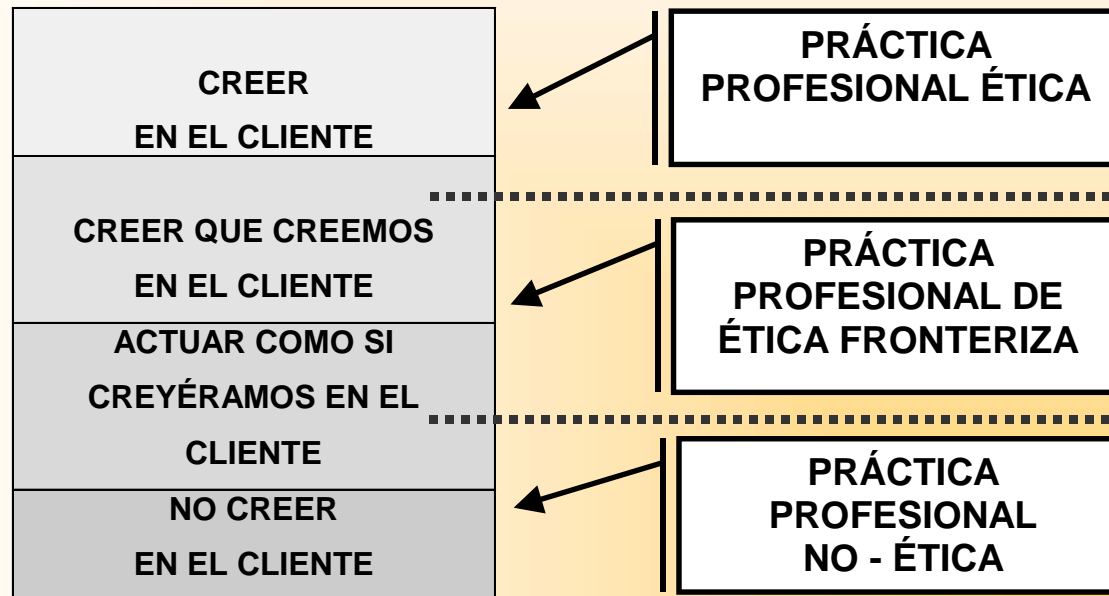 CREER
EN EL CLIENTE
PRÁCTICA
PROFESIONAL ÉTICA
CREER QUE CREEMOS
EN EL CLIENTE
PRÁCTICA
PROFESIONAL DE
ÉTICA FRONTERIZA
ACTUAR COMO SI
CREYÉRAMOS EN EL
CLIENTE
NO CREER
EN EL CLIENTE
PRÁCTICA
PROFESIONAL
NO - ÉTICA